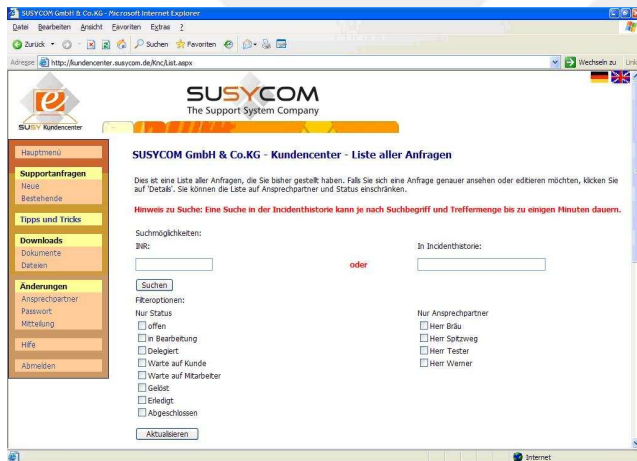 SUSYCOM GmbH & Co.KG - Microsoft Internet Explorer
Datei Bearbeiten Ansicht Favoriten Extras ?
Zurück Suchen Favoriten
Adresse http://kundencenter.susycom.de/Knc/List.aspx Wechseln zu Links
SUSYCOM
The Support System Company
SUSY Kundencenter
Hauptmenü
Supportanfragen
Neue
Bestehende
Tipps und Tricks
Downloads
Dokumente
Dateien
Änderungen
Ansprechpartner
Passwort
Mitteilung
Hilfe
Abmelden
SUSYCOM GmbH & Co.KG - Kundencenter - Liste aller Anfragen
Dies ist eine Liste aller Anfragen, die Sie bisher gestellt haben. Falls Sie sich eine Anfrage genauer ansehen oder editieren möchten, klicken Sie
auf 'Details'. Sie können die Liste auf Ansprechpartner und Status einschränken.
Hinweis zu Suche: Eine Suche in der Incidenthistorie kann je nach Suchbegriff und Treffermenge bis zu einigen Minuten dauern.
Suchmöglichkeiten:
INR: In Incidenthistorie:
oder
Suchen
Filteroptionen:
Nur Status Nur Ansprechpartner
offen Herr Bräu
in Bearbeitung Herr Spitzweg
Delegiert Herr Tester
Warte auf Kunde Herr Werner
Warte auf Mitarbeiter
Gelöst
Erledigt
Abgeschlossen
Aktualisieren
Internet